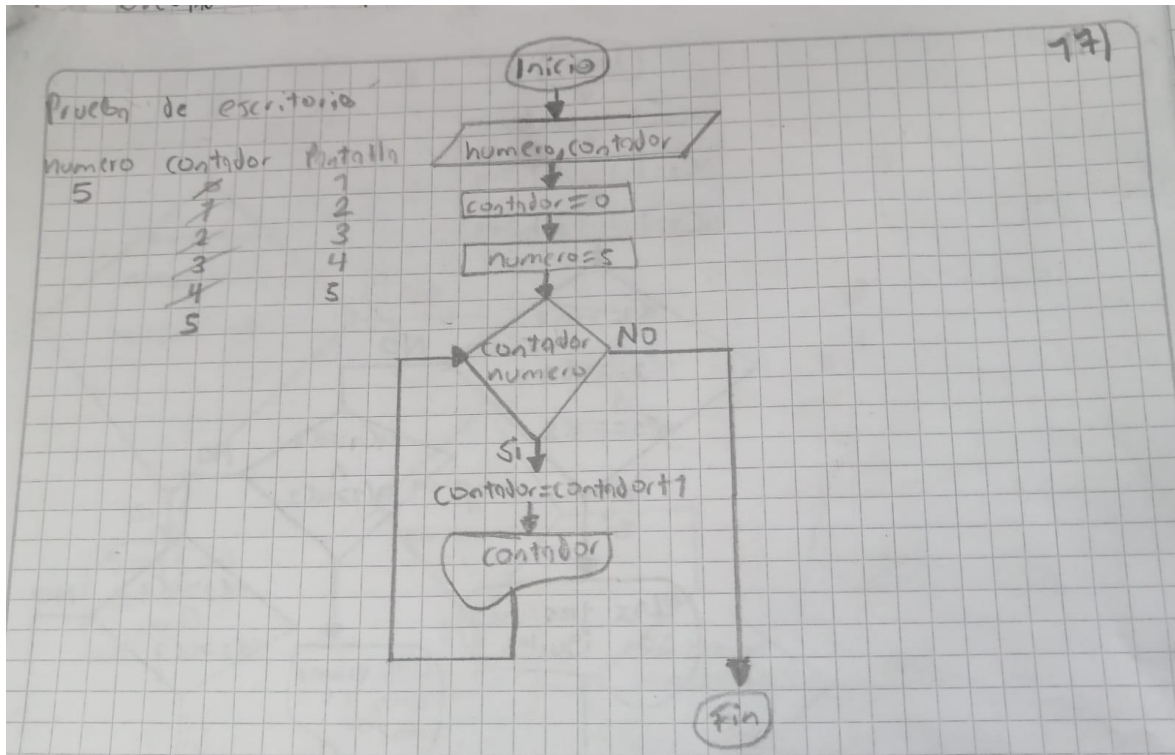 17)
Prueba de escritorio
numero contador Pantalla
5 0 1
1 2
2 3
3 4
4 5
5
Inicio
numero,contador
contador=0
numero=5
contador
numero
NO
Si
contador=contador+1
contador
Fin